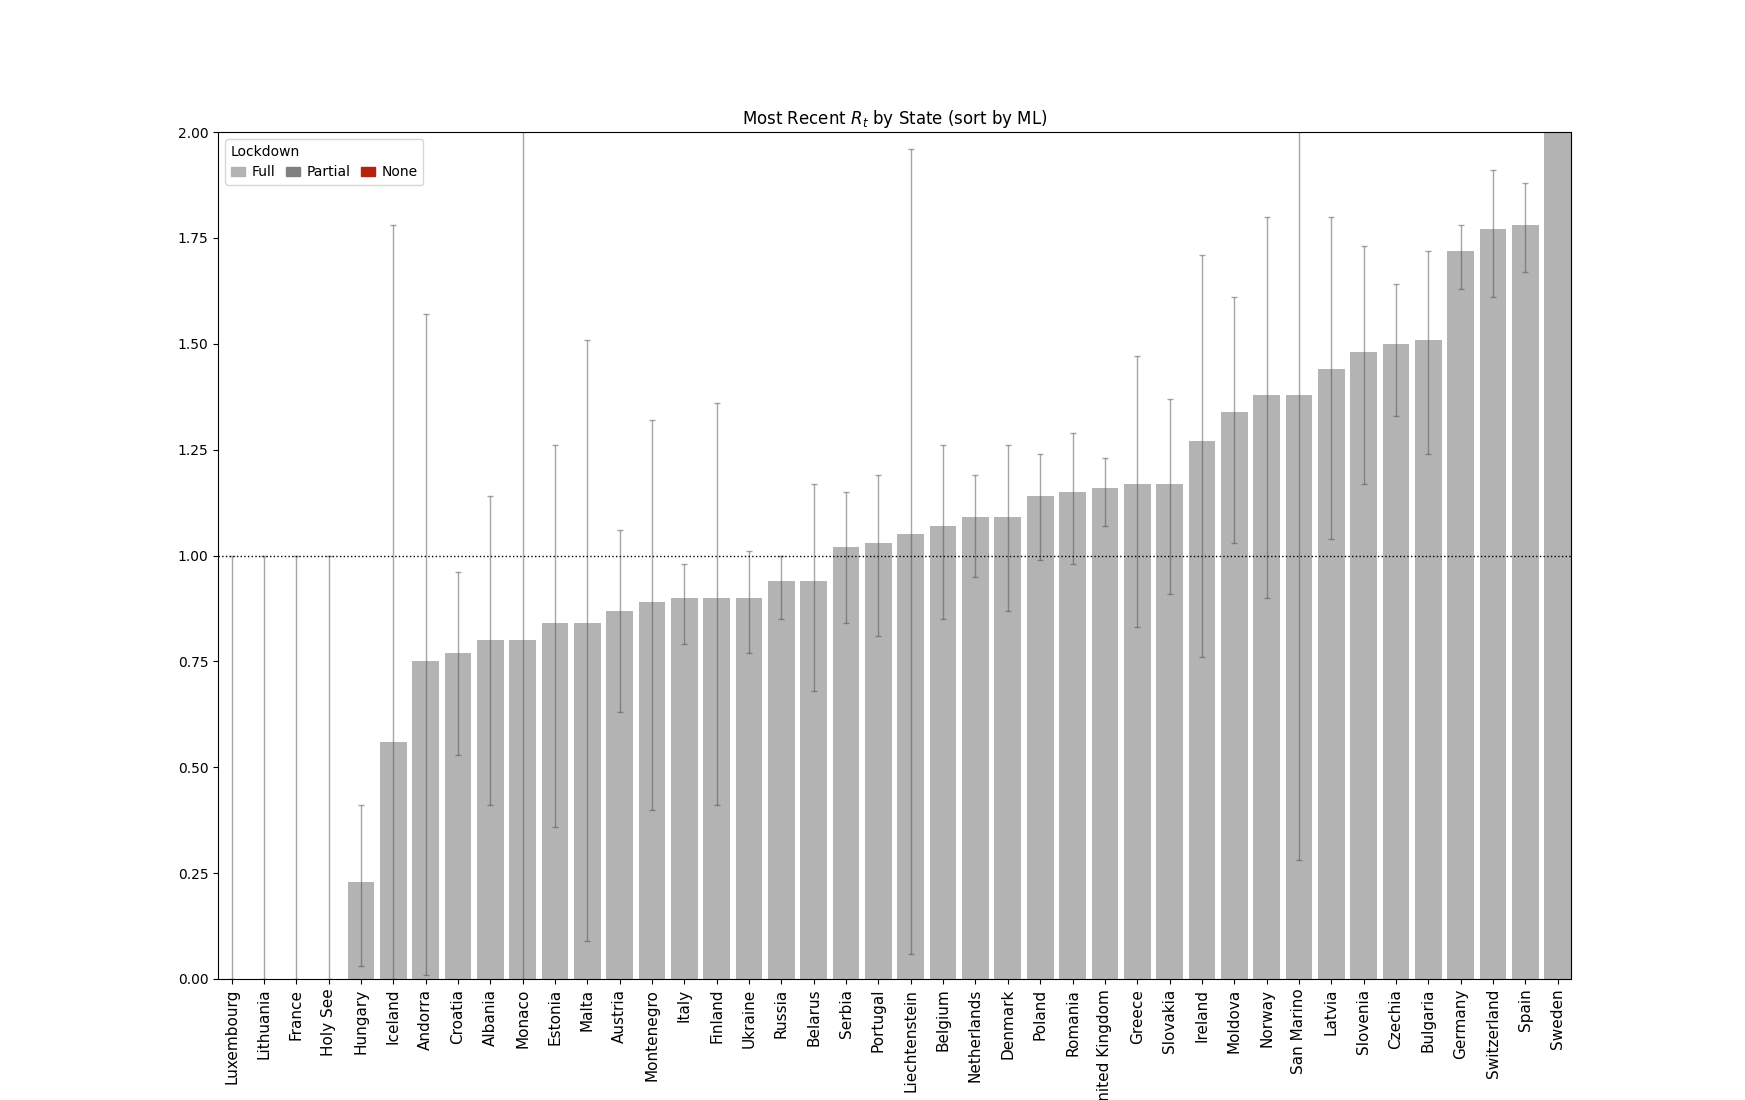 Most Recent R_t by State (sort by ML)
2.00
Lockdown
Full Partial None
1.75
1.50
1.25
1.00
0.75
0.50
0.25
0.00
Luxembourg
Lithuania
France
Holy See
Hungary
Iceland
Andorra
Croatia
Albania
Monaco
Estonia
Malta
Austria
Montenegro
Italy
Finland
Ukraine
Russia
Belarus
Serbia
Portugal
Liechtenstein
Belgium
Netherlands
Denmark
Poland
Romania
nited Kingdom
Greece
Slovakia
Ireland
Moldova
Norway
San Marino
Latvia
Slovenia
Czechia
Bulgaria
Germany
Switzerland
Spain
Sweden